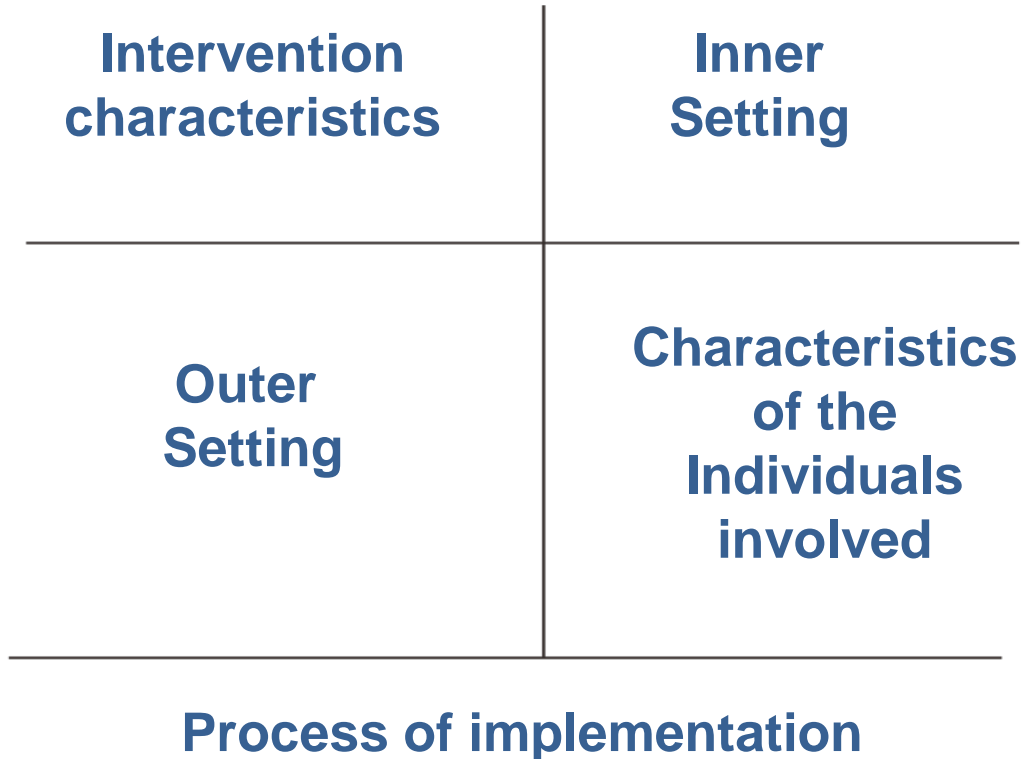 Intervention
characteristics
Inner
Setting
Outer
Setting
Characteristics
of the
Individuals
involved
Process of implementation